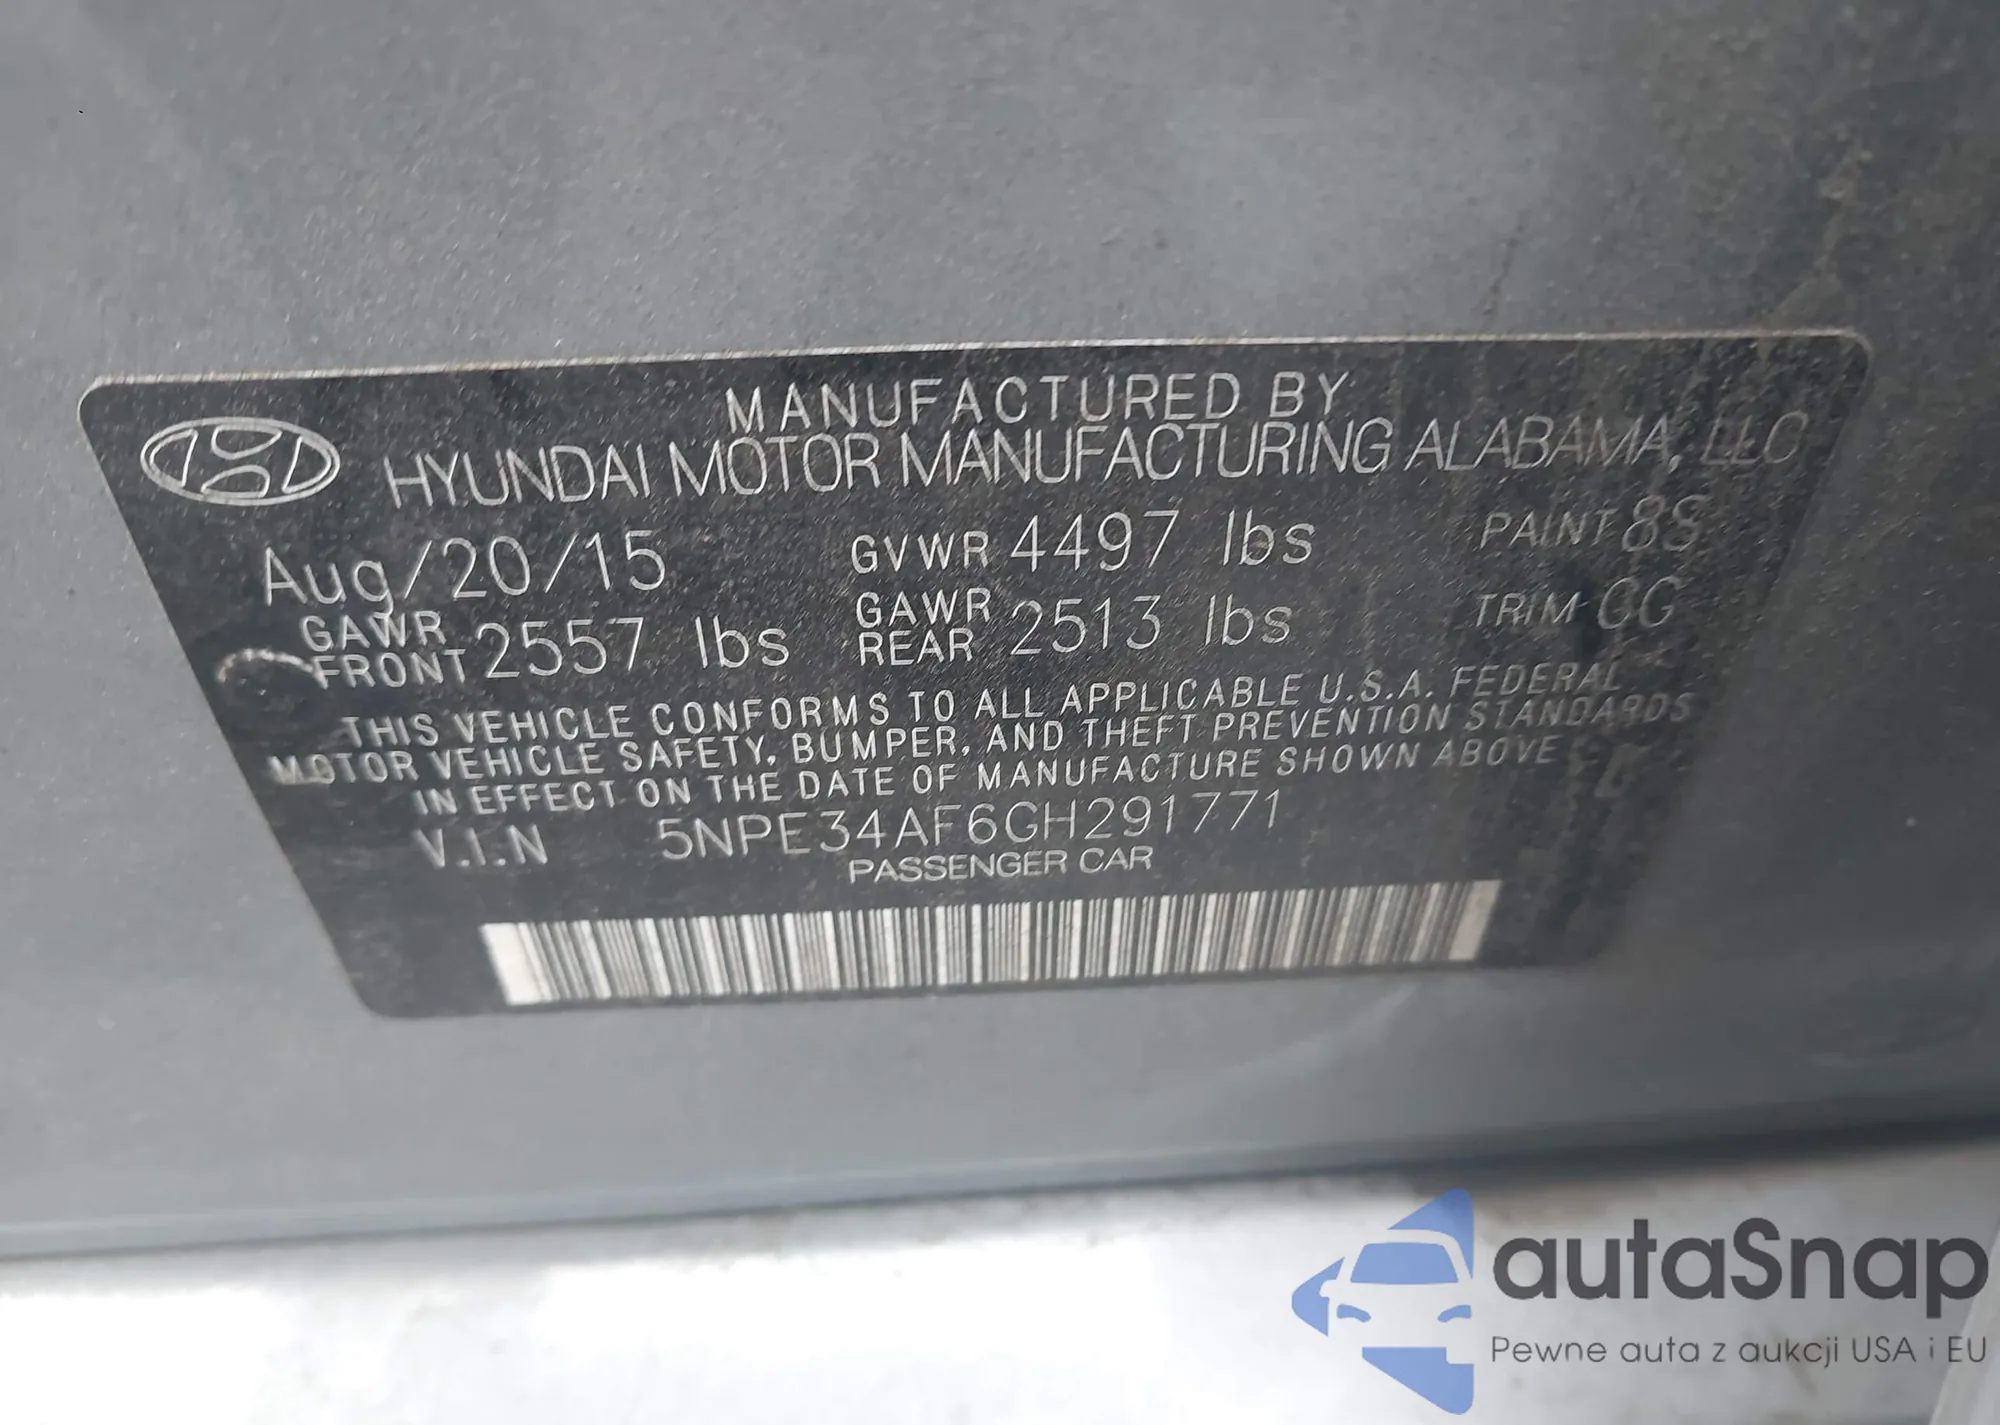 MANUFACTURED BY
HYUNDAI MOTOR MANUFACTURING ALABAMA, LLC
Aug/20/15 GVWR 4497 lbs PAINT 8S
GAWR FRONT 2557 lbs GAWR REAR 2513 lbs TRIM
THIS VEHICLE CONFORMS TO ALL APPLICABLE U.S.A. FEDERAL
MOTOR VEHICLE SAFETY, BUMPER, AND THEFT PREVENTION STANDARDS
IN EFFECT ON THE DATE OF MANUFACTURE SHOWN ABOVE
V.I.N 5NPE34AF6GH291771
PASSENGER CAR
autaSnap
Pewne auta z aukcji USA i EU